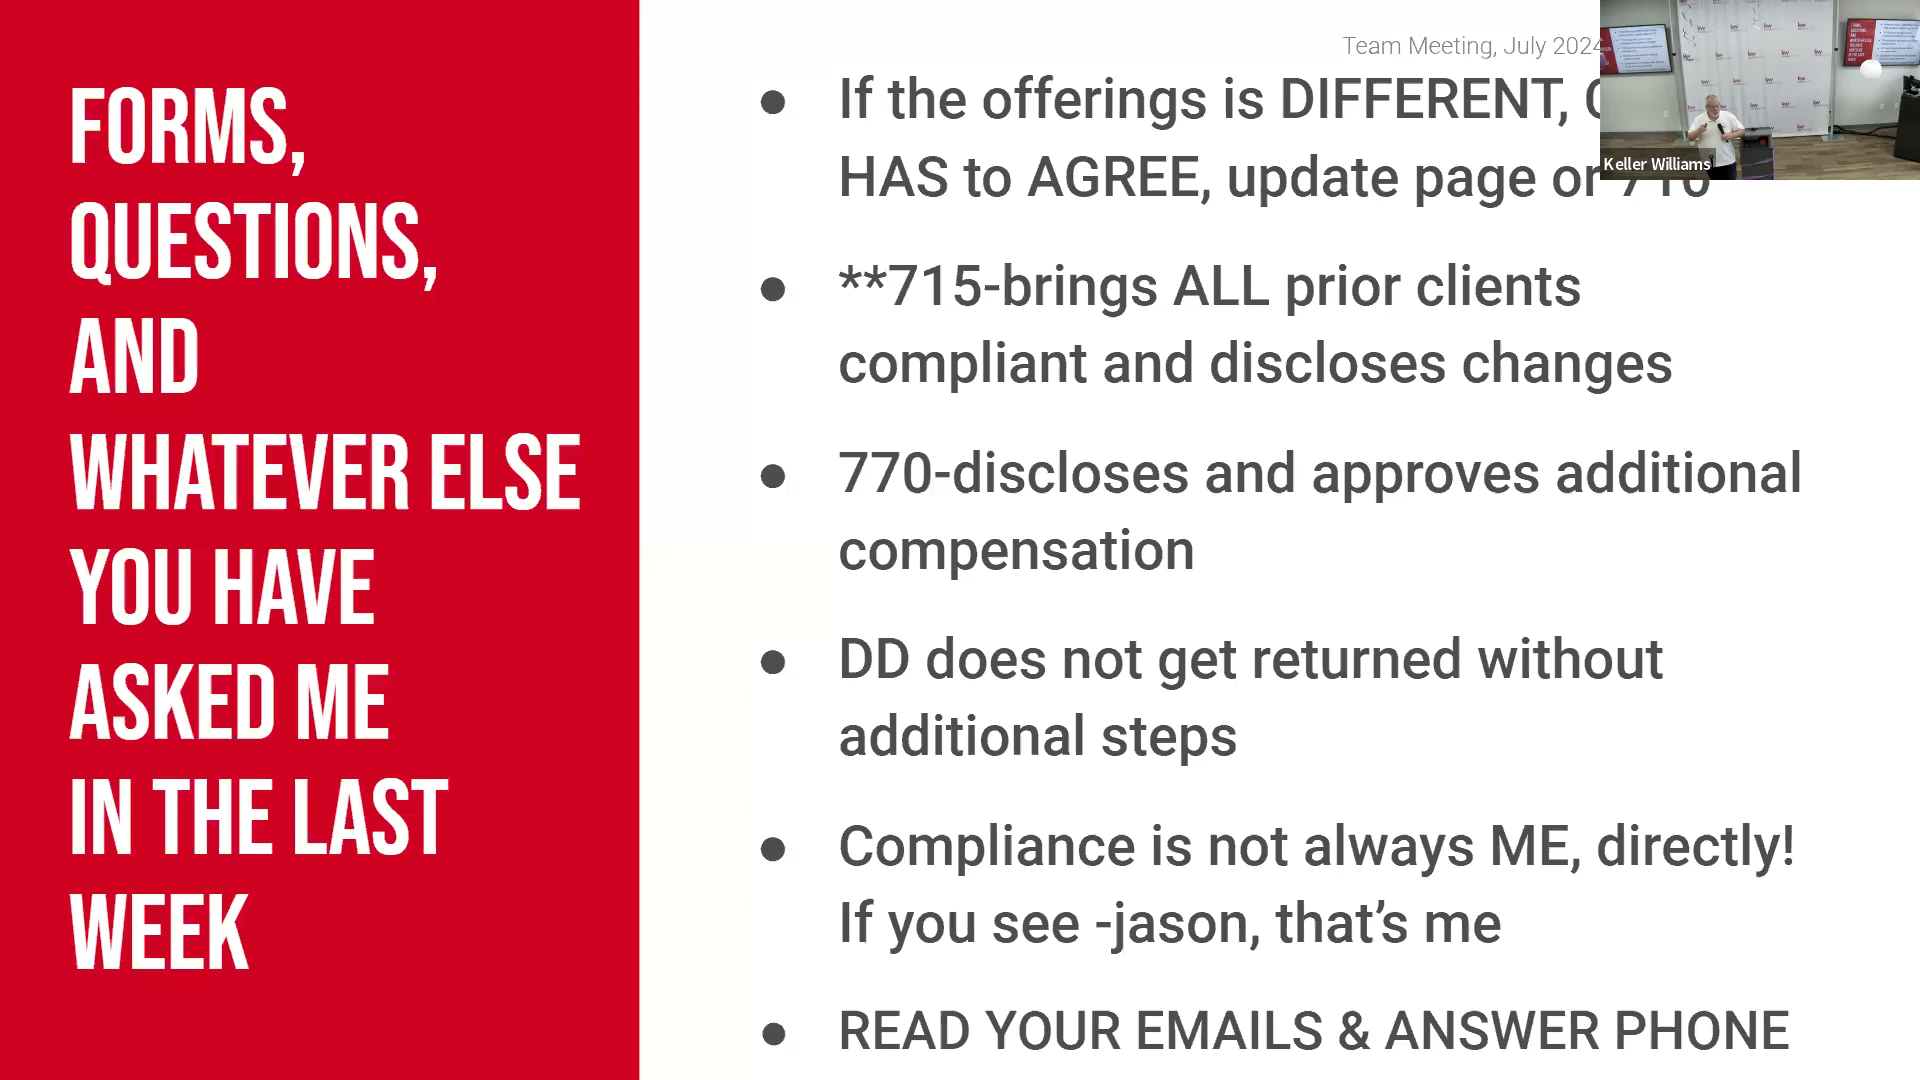 FORMS,
QUESTIONS,
AND
WHATEVER ELSE
YOU HAVE
ASKED ME
IN THE LAST
WEEK
Team Meeting, July 2024
● If the offerings is DIFFERENT,
HAS to AGREE, update page or 710
● **715-brings ALL prior clients
compliant and discloses changes
● 770-discloses and approves additional
compensation
● DD does not get returned without
additional steps
● Compliance is not always ME, directly!
If you see -jason, that’s me
● READ YOUR EMAILS & ANSWER PHONE
Keller Williams